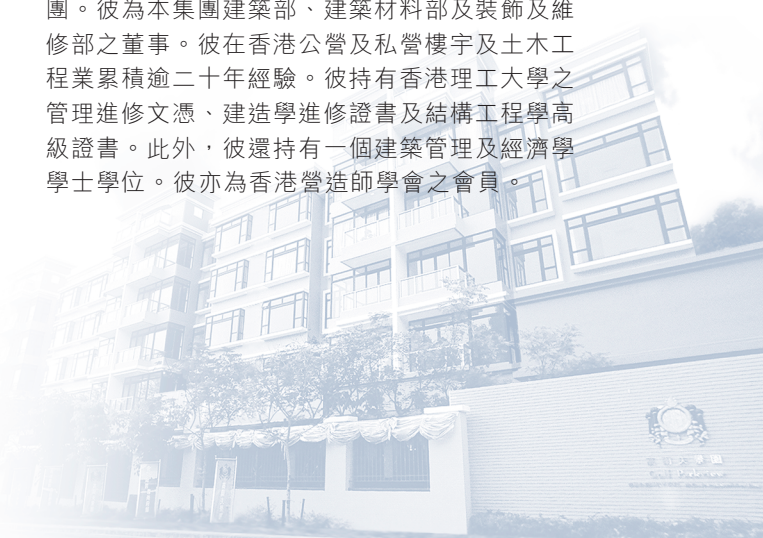 團。彼為本集團建築部、建築材料部及裝飾及維
修部之董事。彼在香港公營及私營樓宇及土木工
程業累積逾二十年經驗。彼持有香港理工大學之
管理進修文憑、建造學進修證書及結構工程學高
級證書。此外，彼還持有一個建築管理及經濟學
學士學位。彼亦為香港營造師學會之會員。